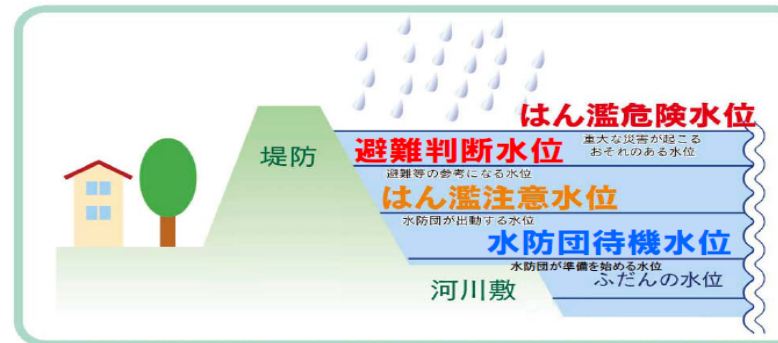 はん濫危険水位
重大な災害が起こる
おそれのある水位
堤防
避難判断水位
避難等の参考になる水位
はん濫注意水位
水防団が出動する水位
水防団待機水位
水防団が準備を始める水位
ふだんの水位
河川敷